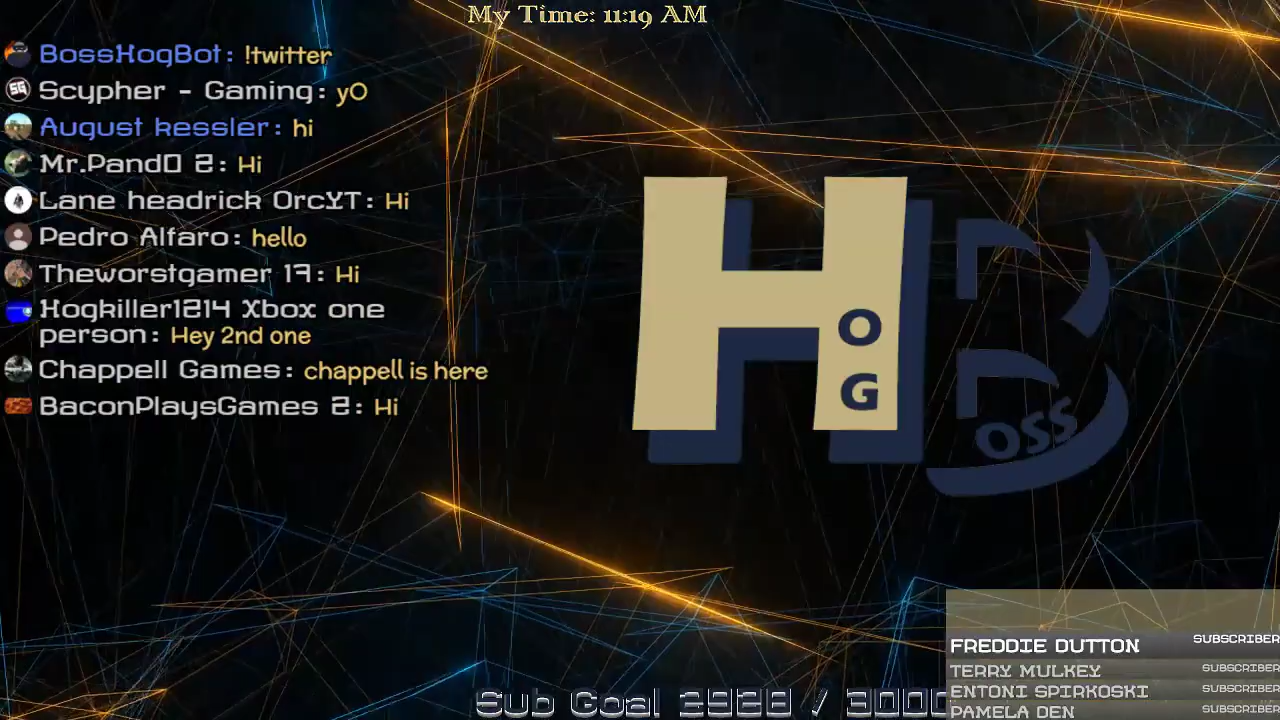 My Time: 11:19 AM
BossHogBot: !twitter
Scypher - Gaming: yO
August kessler: hi
Mr.PandO 2: Hi
Lane headrick OrcYT: Hi
Pedro Alfaro: hello
Theworstgamer 17: Hi
Hogkiller1214 Xbox one
person: Hey 2nd one
Chappell Games: chappell is here
BaconPlaysGames 2: Hi
H
O
G
B
OSS
FREDDIE DUTTON SUBSCRIBER
TERRY MULKEY SUBSCRIBER
ENTONI SPIRKOSKI SUBSCRIBER
PAMELA DEN SUBSCRIBER
Sub Goal 2928 / 3000